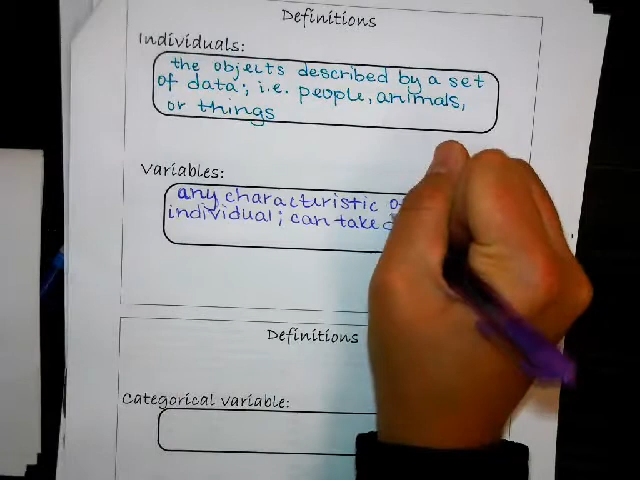 Definitions
Individuals:
the objects described by a set
of data; i.e. people, animals,
or things
Variables:
any characteristic
individual; can take
Definitions
Categorical variable: